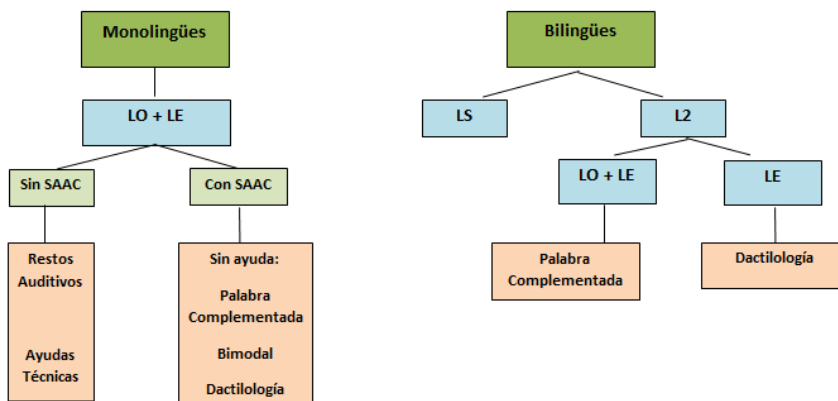 Monolingües
LO + LE
Sin SAAC
Con SAAC
Restos
Auditivos
Ayudas
Técnicas
Sin ayuda:
Palabra
Complementada
Bimodal
Dactilología
Bilingües
LS
L2
LO + LE
LE
Palabra
Complementada
Dactilología